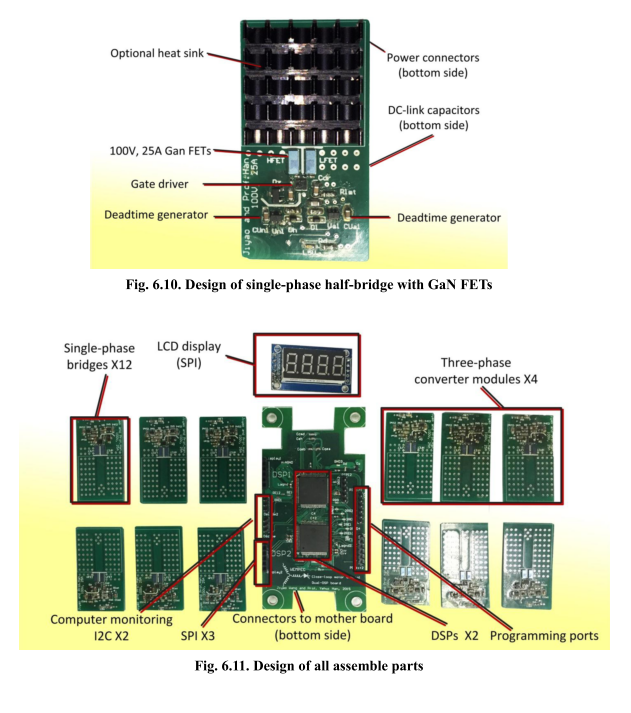 Optional heat sink
Power connectors
(bottom side)
DC-link capacitors
(bottom side)
100V, 25A Gan FETs
HFET
LFET
Gate driver
Deadtime generator
Deadtime generator
Jiyao and Prof.Han
100V 25A
Fig. 6.10. Design of single-phase half-bridge with GaN FETs
Single-phase
bridges X12
LCD display
(SPI)
8.8.8.8.
Three-phase
converter modules X4
DSP1
DSP2
Computer monitoring
I2C X2
SPI X3
Connectors to mother board
(bottom side)
DSPs X2
Programming ports
Fig. 6.11. Design of all assemble parts